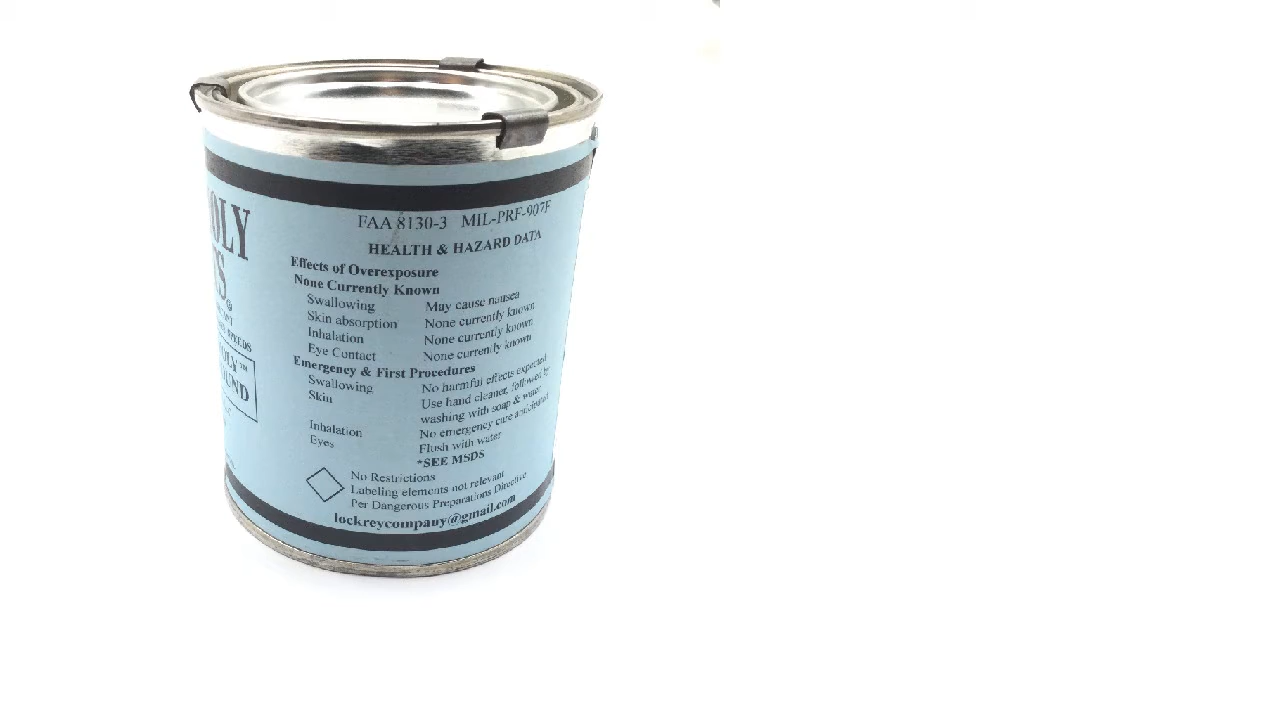 FAA 8130-3 MIL-PRF-907F
HEALTH & HAZARD DATA
Effects of Overexposure
None Currently Known
Swallowing May cause nausea
Skin absorption None currently known
Inhalation None currently known
Eye Contact None currently known
Emergency & First Procedures
Swallowing No harmful effects expected
Skin Use hand cleaner, followed by
washing with soap & water
Inhalation No emergency care anticipated
Eyes Flush with water
*SEE MSDS
No Restrictions
Labeling elements not relevant
Per Dangerous Preparations Directive
lockreycompany@gmail.com
OLY
SPEEDS